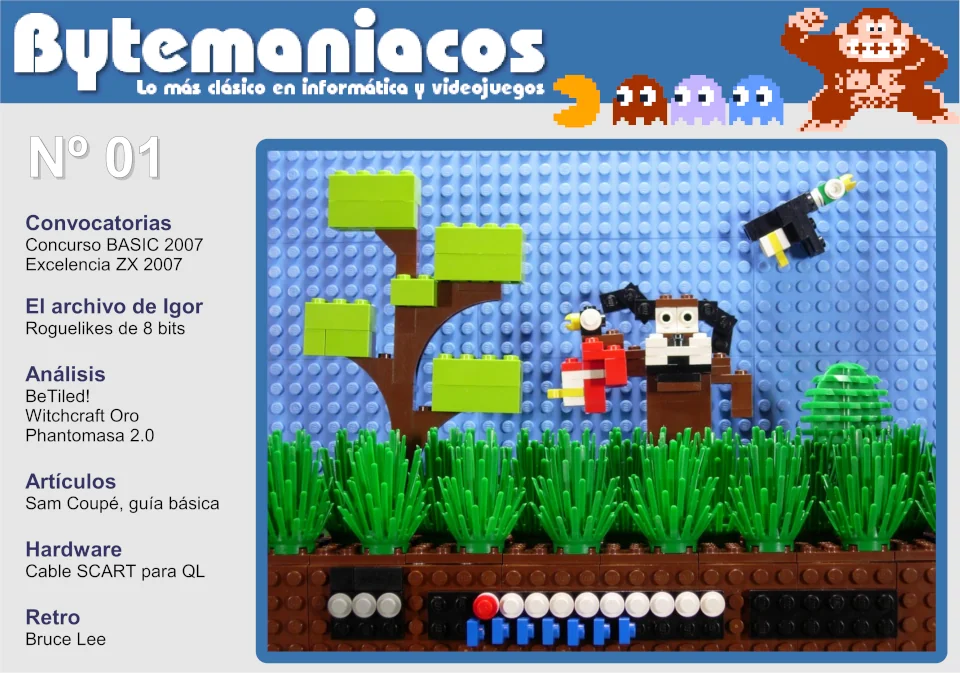 Bytemaniacos
Lo más clásico en informática y videojuegos
Nº 01
Convocatorias
Concurso BASIC 2007
Excelencia ZX 2007
El archivo de Igor
Roguelikes de 8 bits
Análisis
BeTiled!
Witchcraft Oro
Phantomasa 2.0
Artículos
Sam Coupé, guía básica
Hardware
Cable SCART para QL
Retro
Bruce Lee